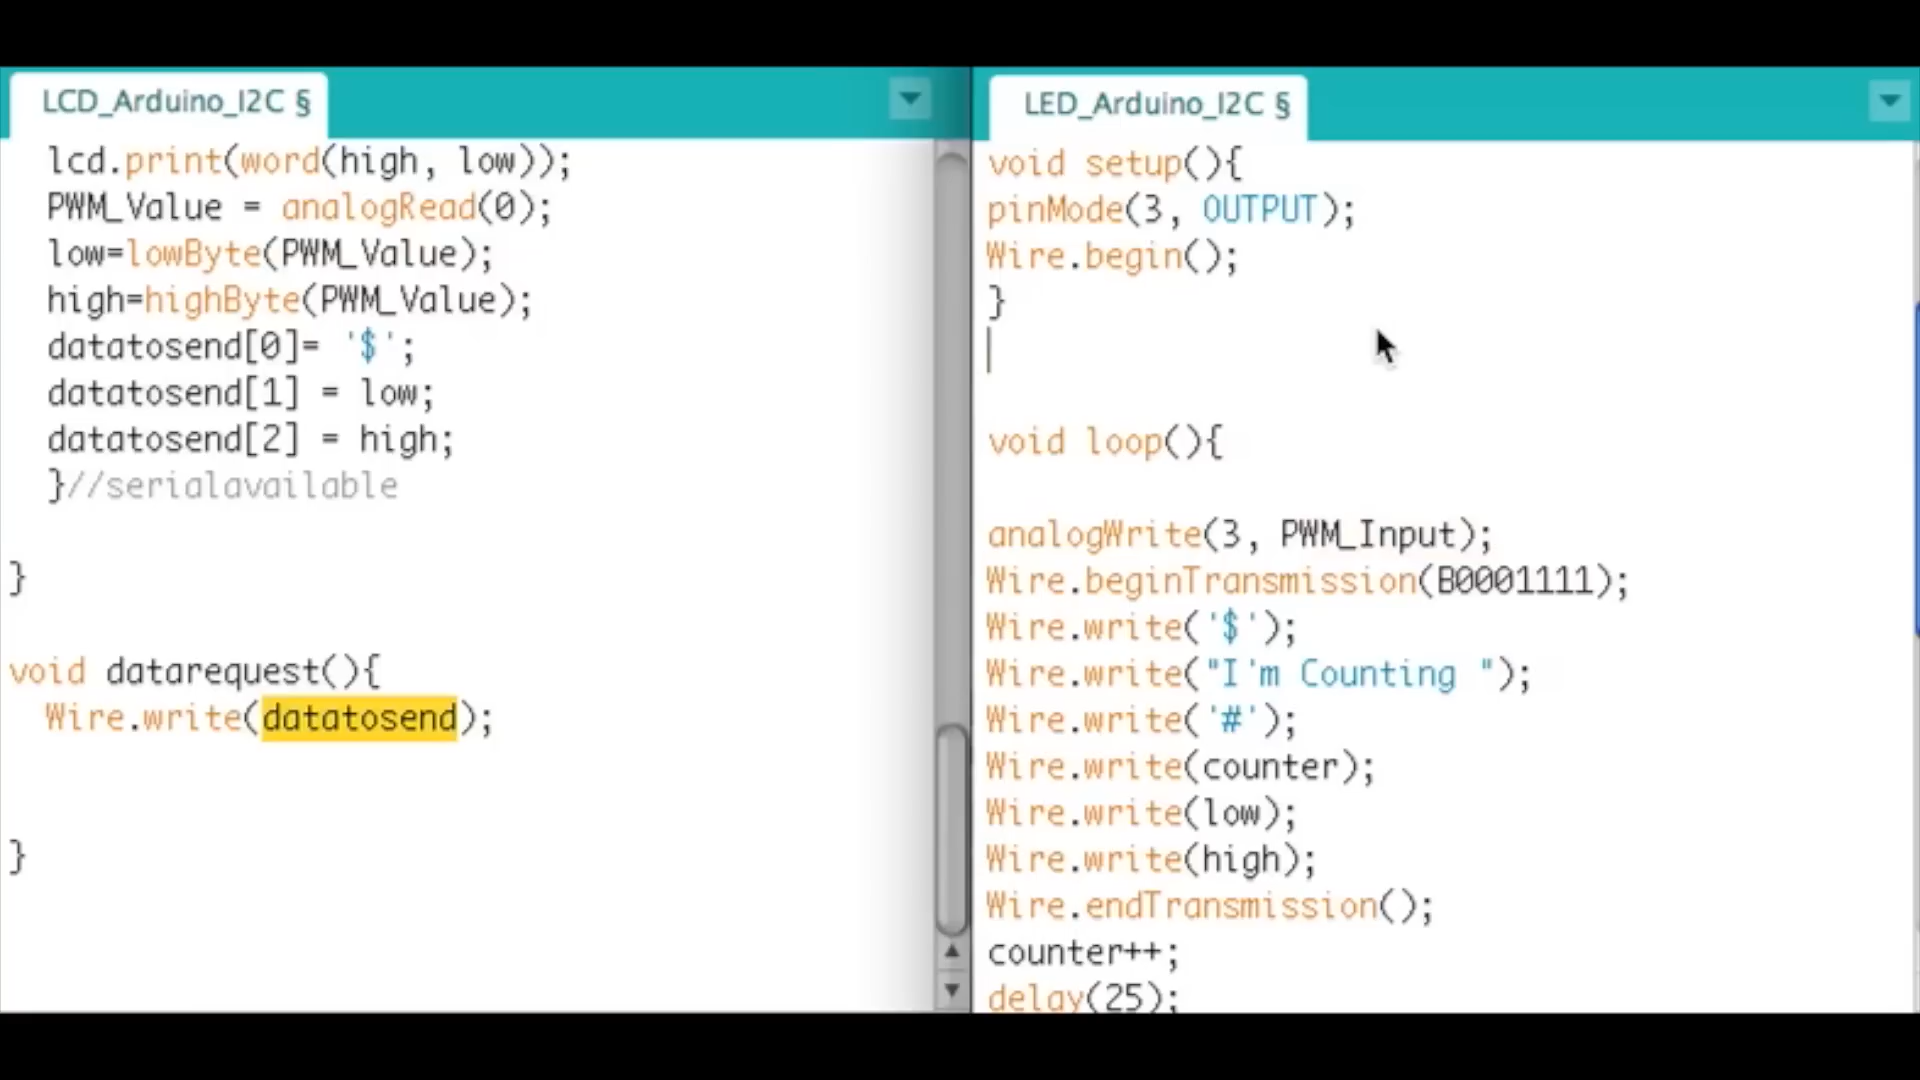 LCD_Arduino_I2C §
lcd.print(word(high, low));
PWM_Value = analogRead(0);
low=lowByte(PWM_Value);
high=highByte(PWM_Value);
datatosend[0]= '$';
datatosend[1] = low;
datatosend[2] = high;
}//serialavailable
}
void datarequest(){
Wire.write(datatosend);
}
LED_Arduino_I2C §
void setup(){
pinMode(3, OUTPUT);
Wire.begin();
}
void loop(){
analogWrite(3, PWM_Input);
Wire.beginTransmission(B0001111);
Wire.write('$');
Wire.write("I'm Counting ");
Wire.write('#');
Wire.write(counter);
Wire.write(low);
Wire.write(high);
Wire.endTransmission();
counter++;
delay(25);